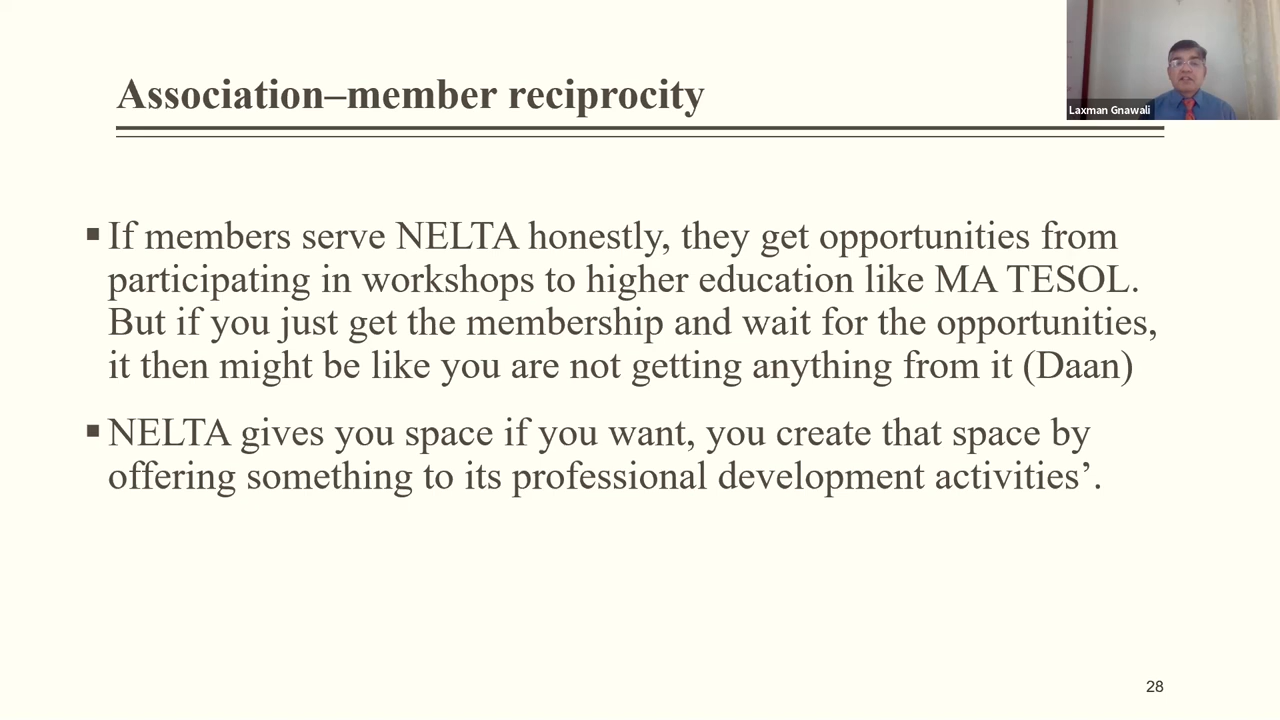 Association–member reciprocity
Laxman Gnawali
▪ If members serve NELTA honestly, they get opportunities from
participating in workshops to higher education like MA TESOL.
But if you just get the membership and wait for the opportunities,
it then might be like you are not getting anything from it (Daan)
▪ NELTA gives you space if you want, you create that space by
offering something to its professional development activities’.
28